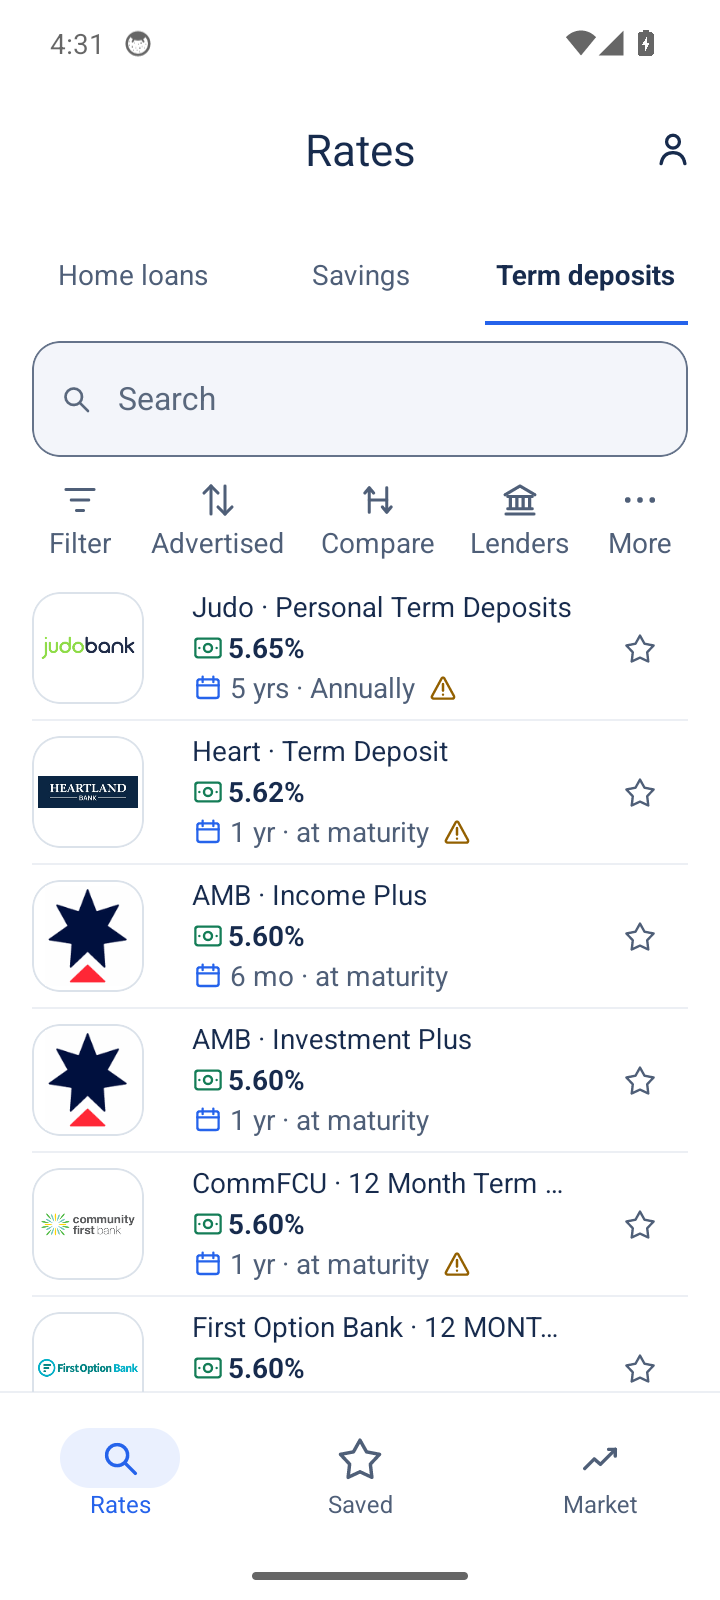 4:31
Rates
Home loans
Savings
Term deposits
Search
Filter
Advertised
Compare
Lenders
More
judobank
Judo · Personal Term Deposits
5.65%
5 yrs · Annually
HEARTLAND
BANK
Heart · Term Deposit
5.62%
1 yr · at maturity
AMB · Income Plus
5.60%
6 mo · at maturity
AMB · Investment Plus
5.60%
1 yr · at maturity
community
first bank
CommFCU · 12 Month Term ...
5.60%
1 yr · at maturity
First Option Bank
First Option Bank · 12 MONT...
5.60%
Rates
Saved
Market